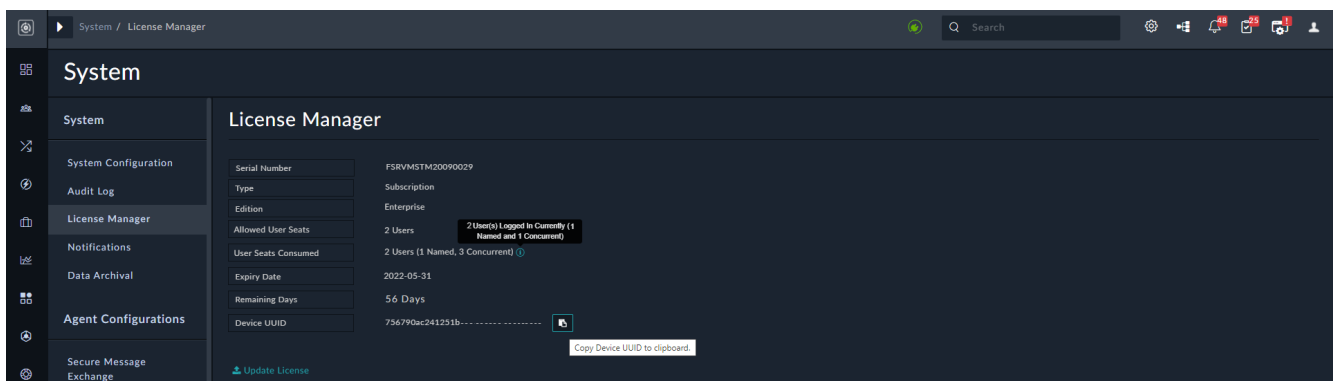 System / License Manager
Search
48
25
!
System
System
System Configuration
Audit Log
License Manager
Notifications
Data Archival
Agent Configurations
Secure Message
Exchange
License Manager
Serial Number FSRVMSTM20090029
Type Subscription
Edition Enterprise
2 User(s) Logged In Currently (1
Named and 1 Concurrent)
Allowed User Seats 2 Users
User Seats Consumed 2 Users (1 Named, 3 Concurrent)
Expiry Date 2022-05-31
Remaining Days 56 Days
Device UUID 756790ac241251b--- ----- ---- ---------
Copy Device UUID to clipboard.
Update License